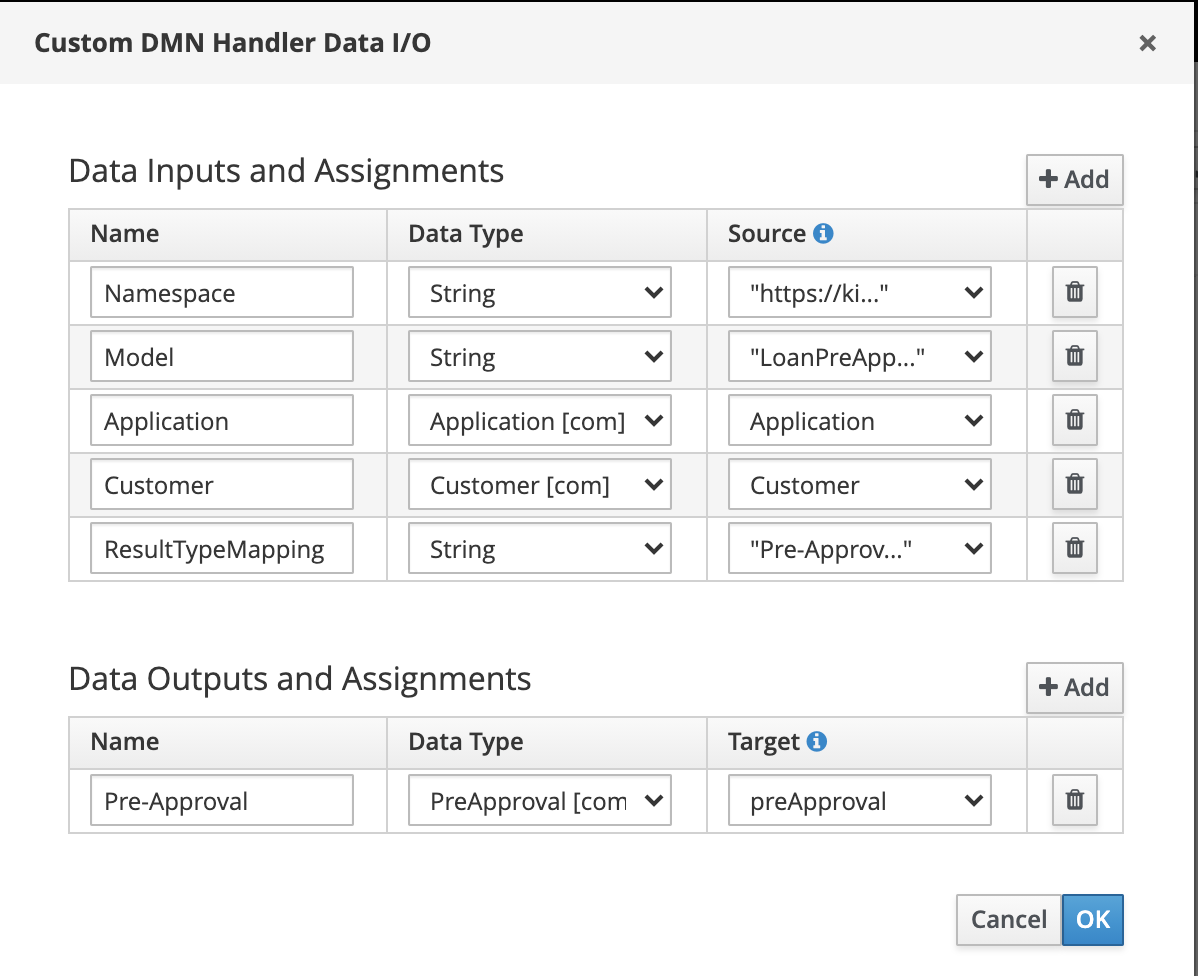 Custom DMN Handler Data I/O ×
Data Inputs and Assignments
+ Add
Name Data Type Source
Namespace String "https://ki..."
Model String "LoanPreApp..."
Application Application [com] Application
Customer Customer [com] Customer
ResultTypeMapping String "Pre-Approv..."
Data Outputs and Assignments
+ Add
Name Data Type Target
Pre-Approval PreApproval [com preApproval
Cancel OK